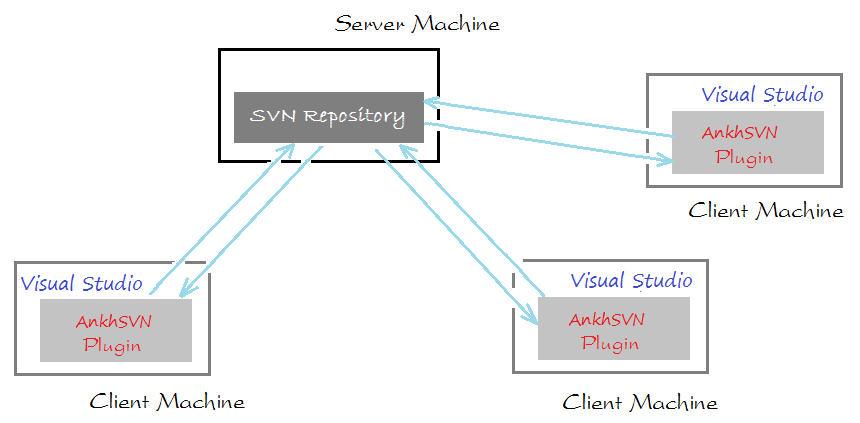 Server Machine
SVN Repository
Visual Studio
AnkhSVN
Plugin
Client Machine
Visual Studio
AnkhSVN
Plugin
Client Machine
Visual Studio
AnkhSVN
Plugin
Client Machine